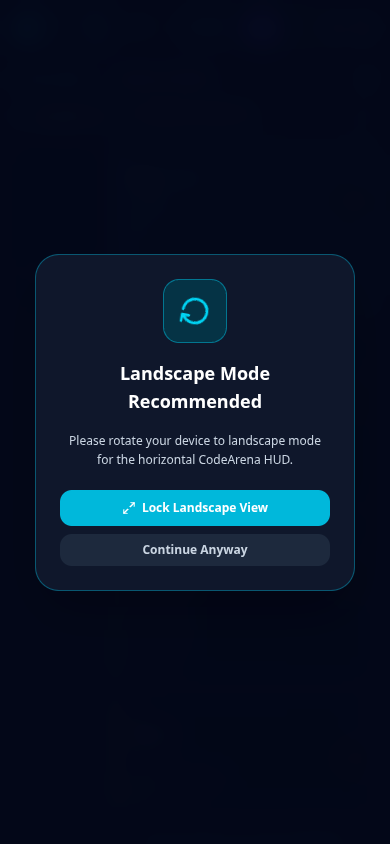 Landscape Mode
Recommended
Please rotate your device to landscape mode
for the horizontal CodeArena HUD.
Lock Landscape View
Continue Anyway